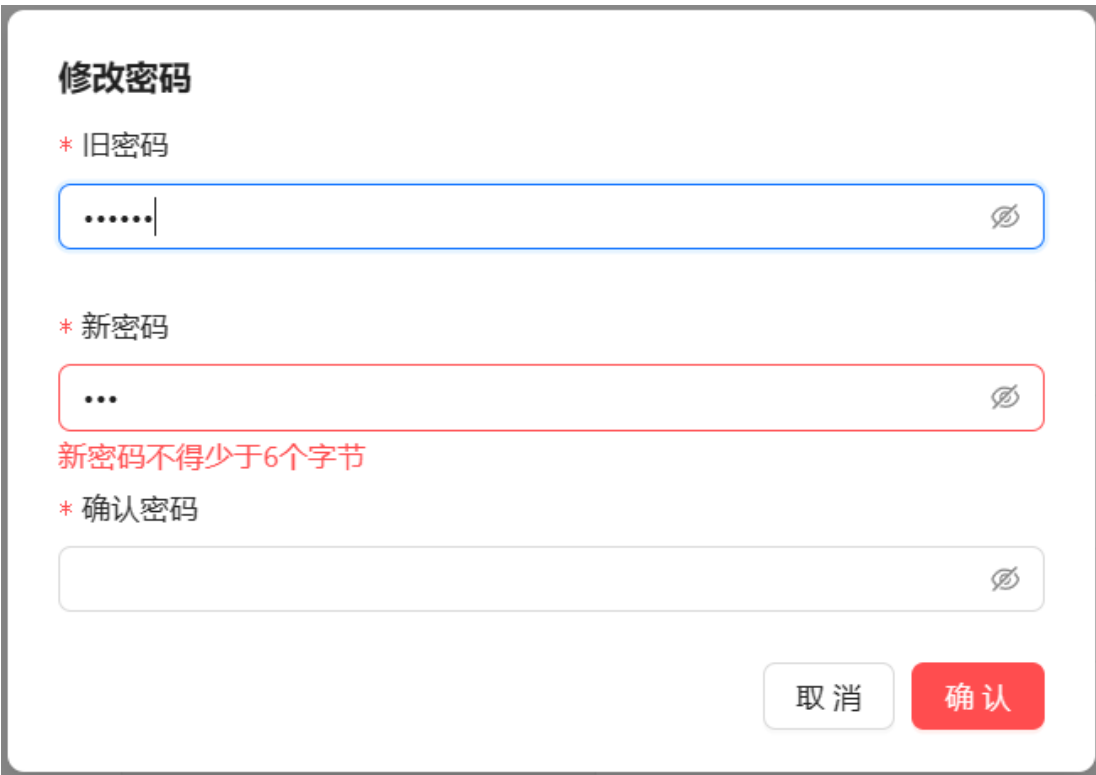 修改密码
* 旧密码
••••••
* 新密码
•••
新密码不得少于6个字节
* 确认密码
取 消
确 认